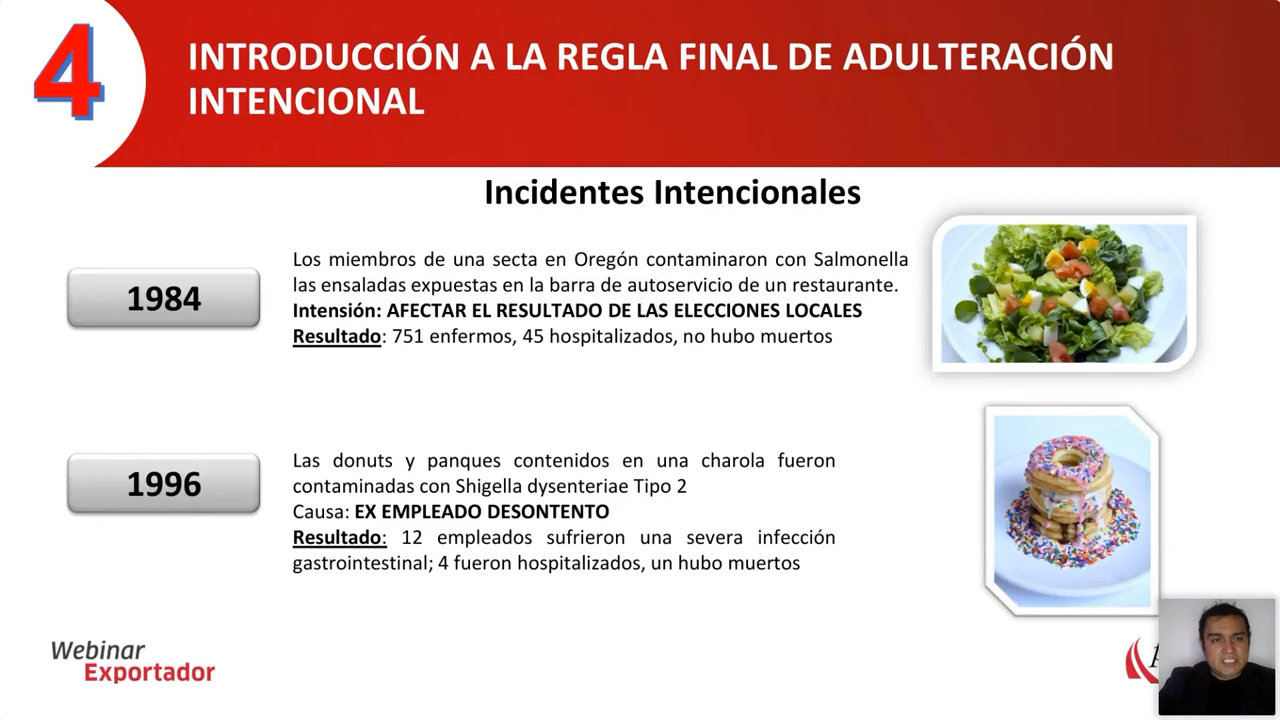 4
INTRODUCCIÓN A LA REGLA FINAL DE ADULTERACIÓN
INTENCIONAL
Incidentes Intencionales
1984
Los miembros de una secta en Oregón contaminaron con Salmonella
las ensaladas expuestas en la barra de autoservicio de un restaurante.
Intensión: AFECTAR EL RESULTADO DE LAS ELECCIONES LOCALES
Resultado: 751 enfermos, 45 hospitalizados, no hubo muertos
1996
Las donuts y panques contenidos en una charola fueron
contaminadas con Shigella dysenteriae Tipo 2
Causa: EX EMPLEADO DESONTENTO
Resultado: 12 empleados sufrieron una severa infección
gastrointestinal; 4 fueron hospitalizados, un hubo muertos
Webinar
Exportador